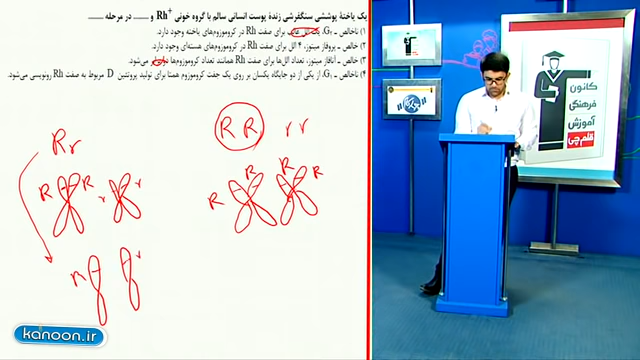 یک یاختهٔ پوششی سنگفرشی زندهٔ پوست انسانی سالم با گروه خونی Rh⁺ و ........ در مرحله ........
۱) ناخالص ـ G₁، یک الل غالب برای صفت Rh در کروموزوم‌های یاخته وجود دارد.
۲) خالص ـ پروفاز میتوز، ۴ الل برای صفت Rh در کروموزوم‌های هسته‌ای وجود دارد.
۳) خالص ـ آنافاز میتوز، تعداد الل‌ها برای صفت Rh همانند تعداد کروموزوم‌ها دو برابر می‌شود.
۴) ناخالص ـ G₁، از یکی از دو جایگاه یکسان بر روی یک جفت کروموزوم همتا برای تولید پروتئین D مربوط به صفت Rh رونویسی می‌شود.
Rr
RR rr
R R r r
R R R R
R r
kanoon.ir
کانون
فرهنگی
آموزش
قلم‌چی